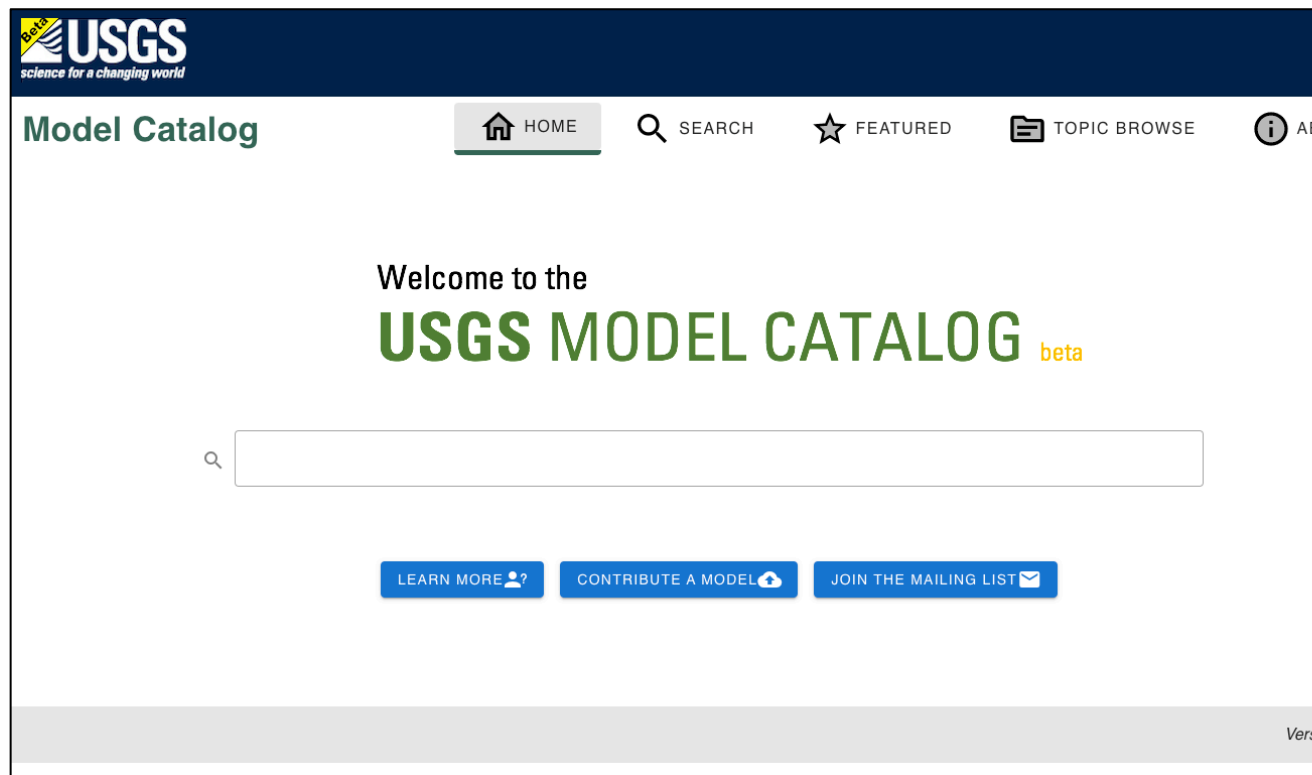 Beta
USGS
science for a changing world
Model Catalog
HOME
SEARCH
FEATURED
TOPIC BROWSE
Welcome to the
USGS MODEL CATALOG beta
LEARN MORE ?
CONTRIBUTE A MODEL
JOIN THE MAILING LIST